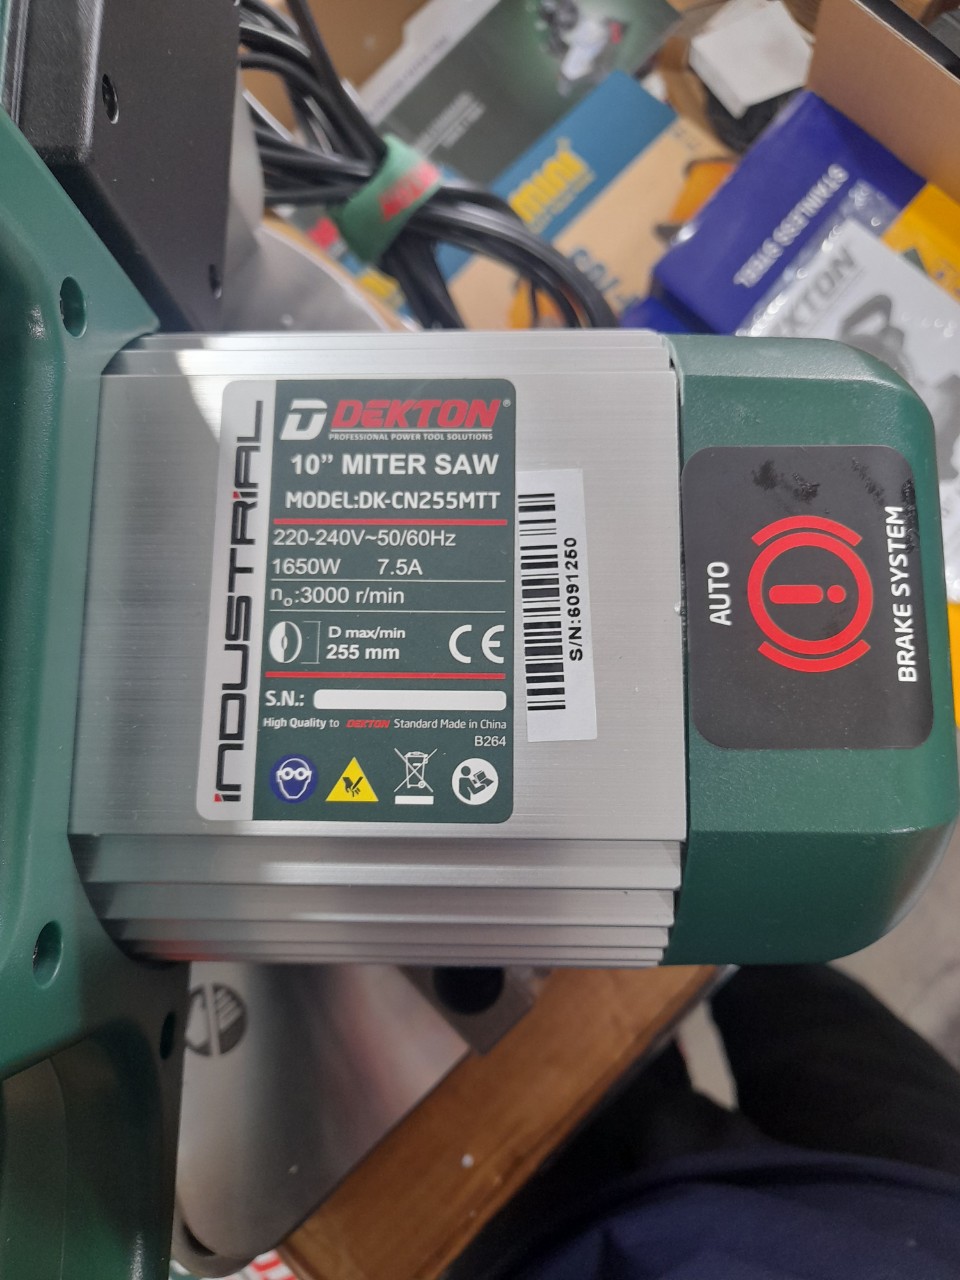 INDUSTRIAL
DEKTON®
PROFESSIONAL POWER TOOL SOLUTIONS
10” MITER SAW
MODEL:DK-CN255MTT
220-240V~50/60Hz
1650W 7.5A
no:3000 r/min
D max/min
255 mm
CE
S.N.:
High Quality to DEKTON Standard Made in China
B264
S/N:6091250
AUTO
BRAKE SYSTEM
STAINLESS STEEL
DEKTON
MINI